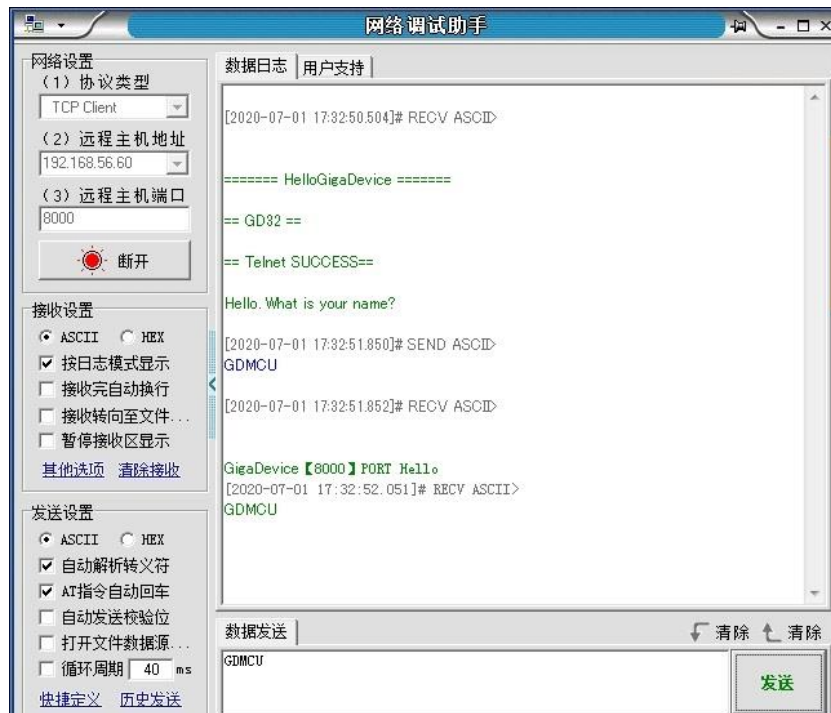 网络调试助手
网络设置
（1）协议类型
TCP Client
（2）远程主机地址
192.168.56.60
（3）远程主机端口
8000
断开
接收设置
ASCII HEX
按日志模式显示
接收完自动换行
接收转向至文件...
暂停接收区显示
其他选项 清除接收
发送设置
ASCII HEX
自动解析转义符
AT指令自动回车
自动发送校验位
打开文件数据源...
循环周期 40 ms
快捷定义 历史发送
数据日志 用户支持
[2020-07-01 17:32:50.504]# RECV ASCII>
======= HelloGigaDevice =======
== GD32 ==
== Telnet SUCCESS==
Hello. What is your name?
[2020-07-01 17:32:51.850]# SEND ASCII>
GDMCU
[2020-07-01 17:32:51.852]# RECV ASCII>
GigaDevice【8000】PORT Hello
[2020-07-01 17:32:52.051]# RECV ASCII>
GDMCU
数据发送 清除 清除
GDMCU
发送